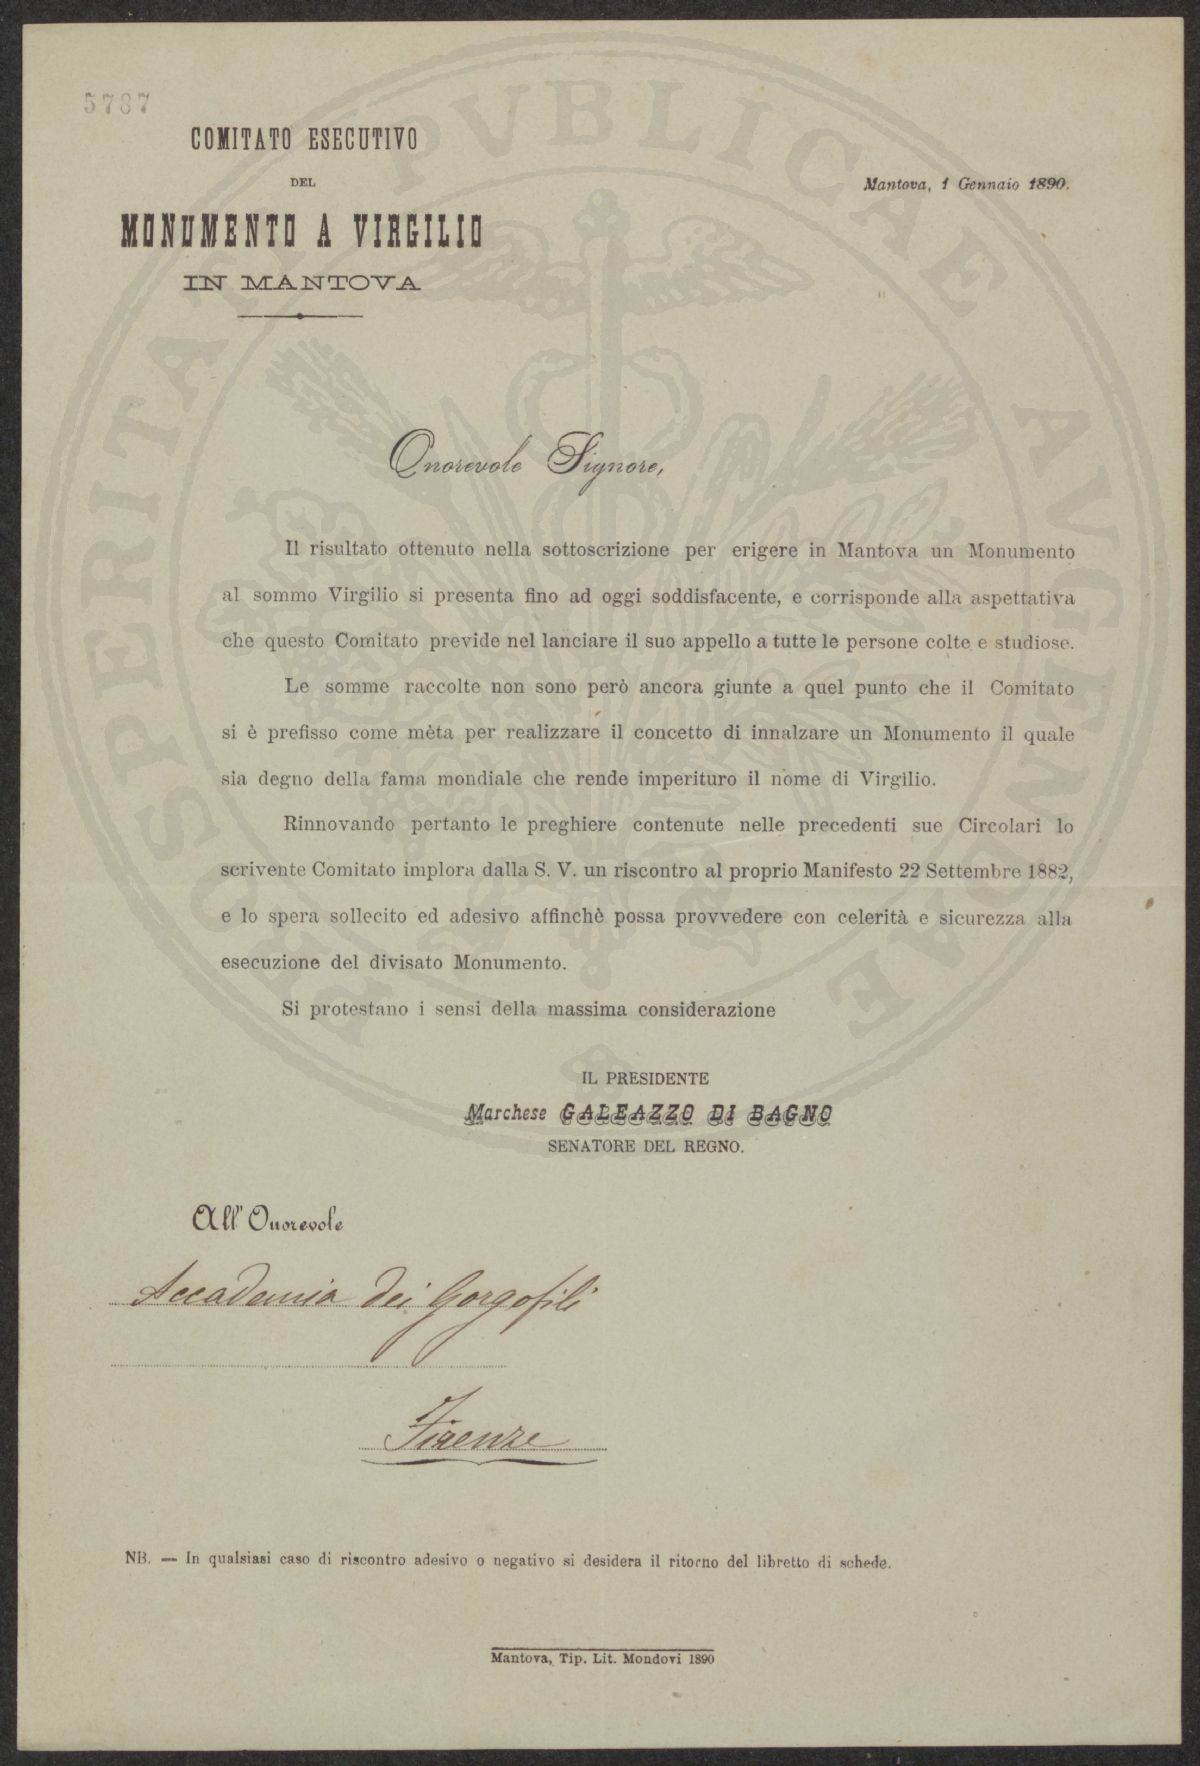 5787
COMITATO ESECUTIVO
DEL
MONUMENTO A VIRGILIO
IN MANTOVA
Mantova, 1 Gennaio 1890.
Onorevole Signore,
Il risultato ottenuto nella sottoscrizione per erigere in Mantova un Monumento
al sommo Virgilio si presenta fino ad oggi soddisfacente, e corrisponde alla aspettativa
che questo Comitato previde nel lanciare il suo appello a tutte le persone colte e studiose.
Le somme raccolte non sono però ancora giunte a quel punto che il Comitato
si è prefisso come mèta per realizzare il concetto di innalzare un Monumento il quale
sia degno della fama mondiale che rende imperituro il nome di Virgilio.
Rinnovando pertanto le preghiere contenute nelle precedenti sue Circolari lo
scrivente Comitato implora dalla S. V. un riscontro al proprio Manifesto 22 Settembre 1882,
e lo spera sollecito ed adesivo affinchè possa provvedere con celerità e sicurezza alla
esecuzione del divisato Monumento.
Si protestano i sensi della massima considerazione
IL PRESIDENTE
Marchese GALEAZZO DI BAGNO
SENATORE DEL REGNO.
All' Onorevole
Accademia dei Gorgofili
Firenze
NB. — In qualsiasi caso di riscontro adesivo o negativo si desidera il ritorno del libretto di schede.
Mantova, Tip. Lit. Mondovi 1890
PROSPERITATI PVBLICAE AVGENDAE